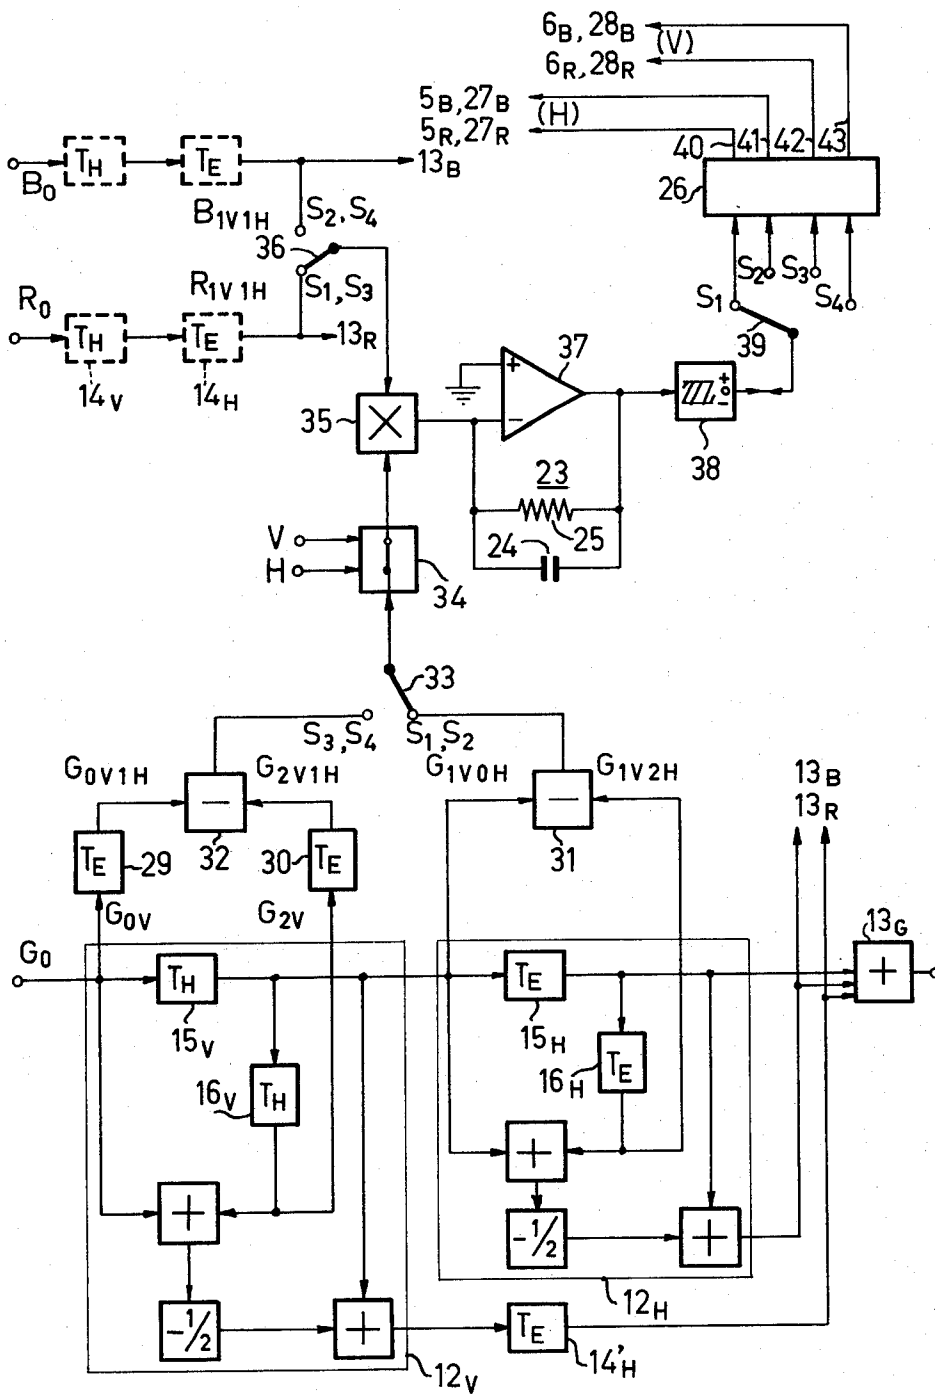 6B, 28B
(V)
6R, 28R
5B, 27B
(H)
5R, 27R
40 41 42 43
26
B0
TH
TE
13B
B1V1H
S2, S4
36
S1, S3
R0
R1V1H
TH
TE
13R
14V
14H
S2 S3
S1 S4
39
37
+
−
35
×
38
+
0
−
23
24
25
V
H
34
33
S3, S4
S1, S2
G0V1H
G2V1H
G1V0H
G1V2H
−
32
−
31
TE
29
30
TE
13B
13R
G0V
G2V
G0
TH
15V
TE
15H
13G
+
16V
TH
16H
TE
+
+
-1/2
+
-1/2
+
12H
TE
14'H
12V